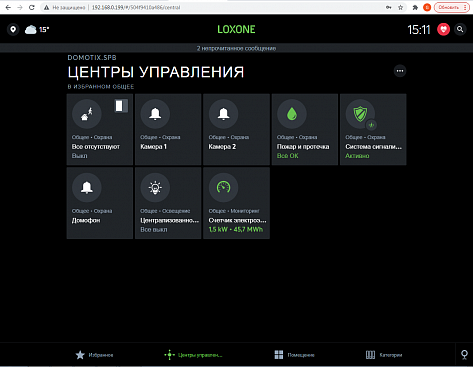 Не защищено | 192.168.0.199/#/504f9410a486/central
Обновить
15°
LOXONE
15:11
2 непрочитанное сообщение
DOMOTIX.SPB
ЦЕНТРЫ УПРАВЛЕНИЯ
В ИЗБРАННОМ ОБЩЕЕ
Общее • Охрана
Все отсутствуют
Выкл
Общее • Охрана
Камера 1
Общее • Охрана
Камера 2
Общее • Охрана
Пожар и протечка
Всё ОК
Общее • Охрана
Система сигнали...
Активно
Общее • Охрана
Домофон
Общее • Освещение
Централизованно...
Все выкл
Общее • Мониторинг
Счетчик электроэ...
1,5 kW • 45,7 MWh
Избранное
Центры управлен...
Помещение
Категории